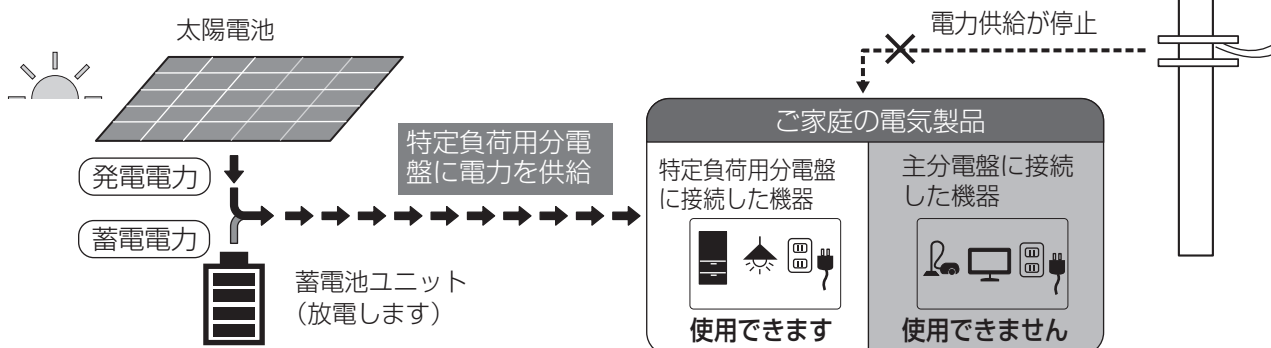 電力供給が停止
太陽電池
ご家庭の電気製品
特定負荷用分電
盤に電力を供給
発電電力
蓄電電力
蓄電池ユニット
（放電します）
特定負荷用分電盤
に接続した機器
使用できます
主分電盤に接続
した機器
使用できません